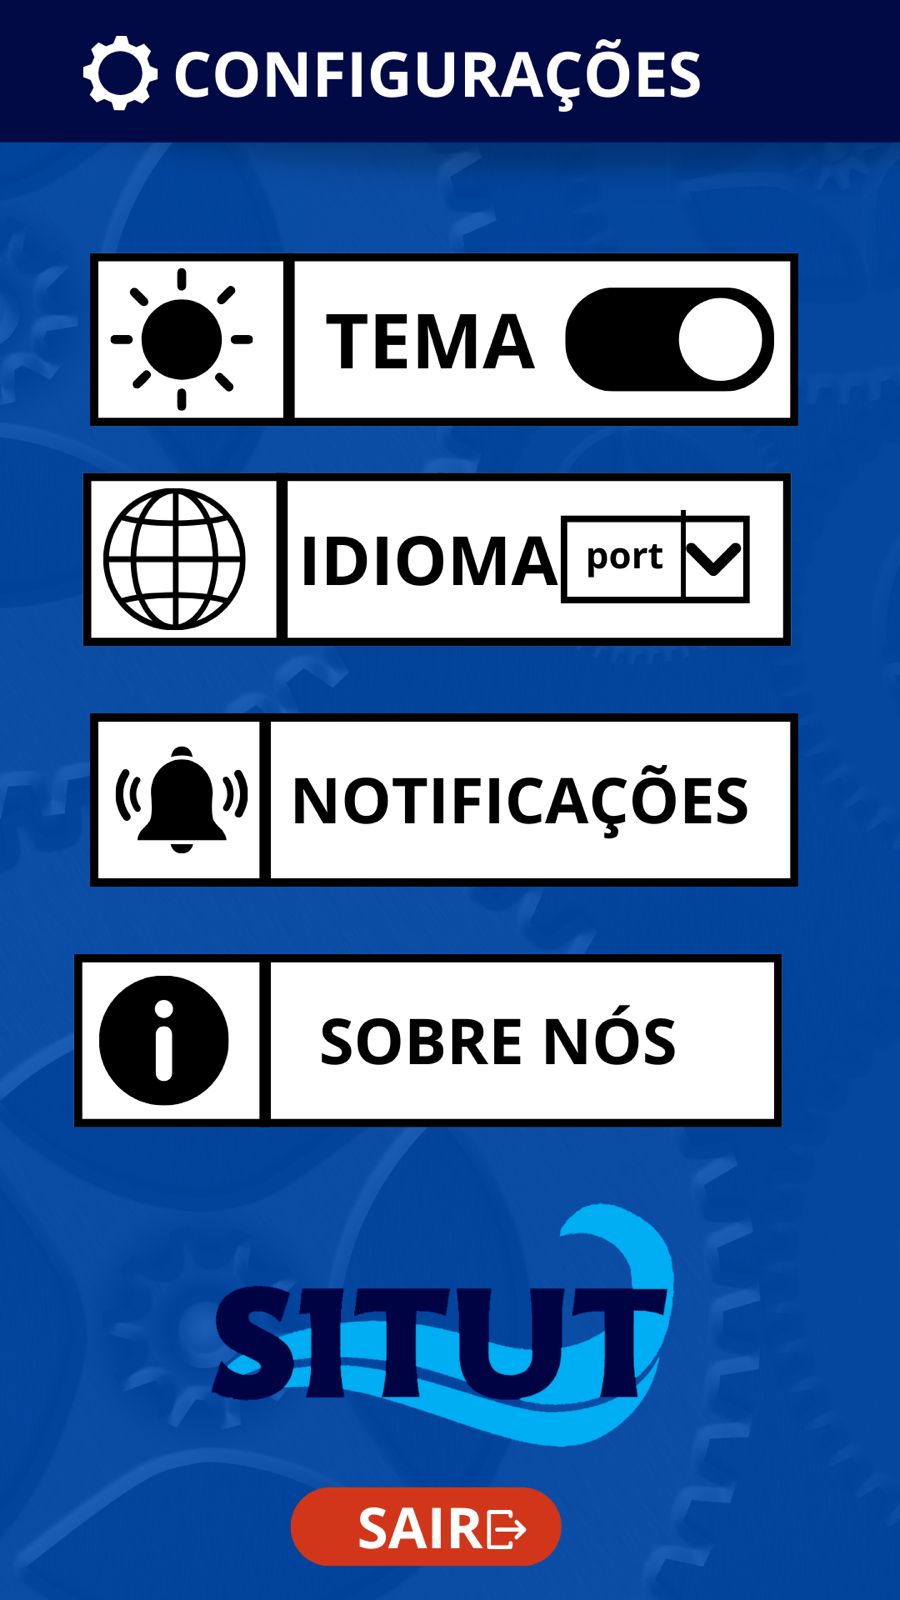 CONFIGURAÇÕES
TEMA
IDIOMA port
NOTIFICAÇÕES
SOBRE NÓS
SITUT
SAIR